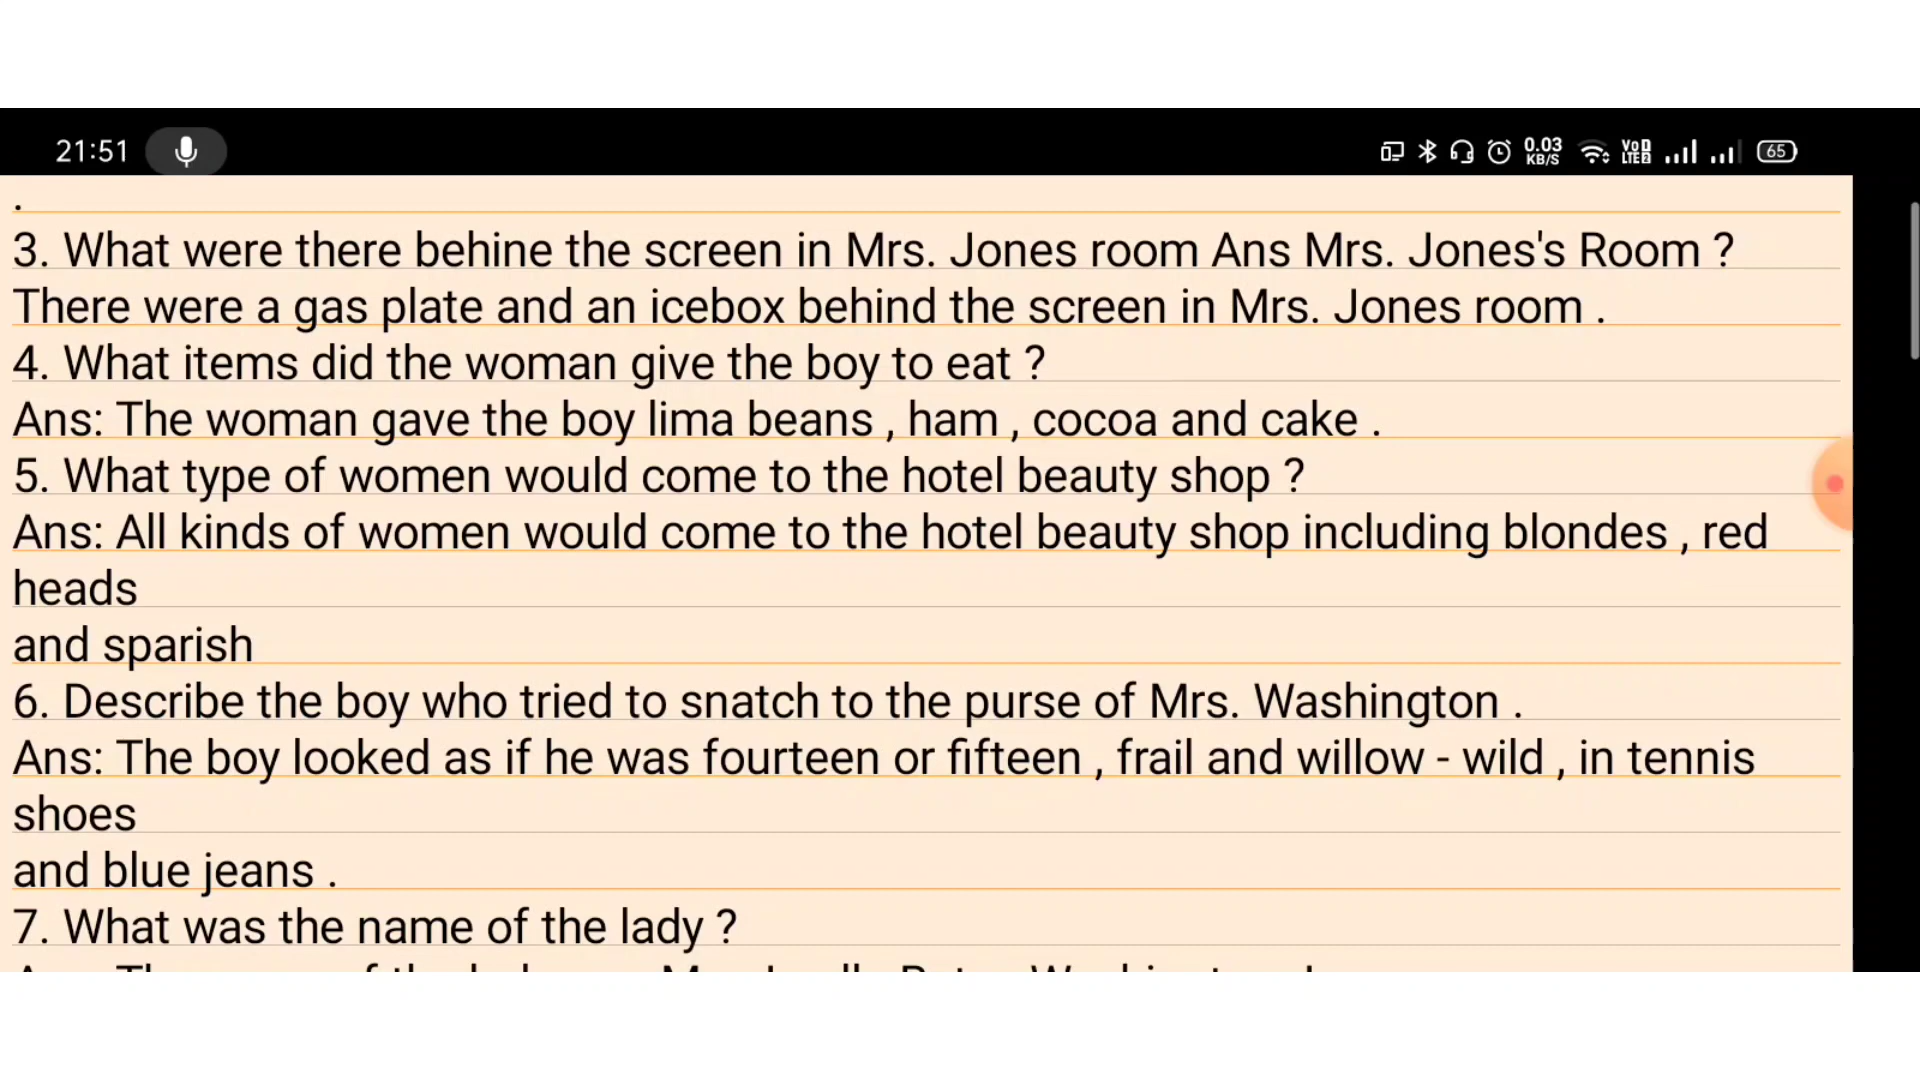 21:51
0.03
KB/S
VoD
LTE2
65
.
3. What were there behine the screen in Mrs. Jones room Ans Mrs. Jones's Room ?
There were a gas plate and an icebox behind the screen in Mrs. Jones room .
4. What items did the woman give the boy to eat ?
Ans: The woman gave the boy lima beans , ham , cocoa and cake .
5. What type of women would come to the hotel beauty shop ?
Ans: All kinds of women would come to the hotel beauty shop including blondes , red
heads
and sparish
6. Describe the boy who tried to snatch to the purse of Mrs. Washington .
Ans: The boy looked as if he was fourteen or fifteen , frail and willow - wild , in tennis
shoes
and blue jeans .
7. What was the name of the lady ?